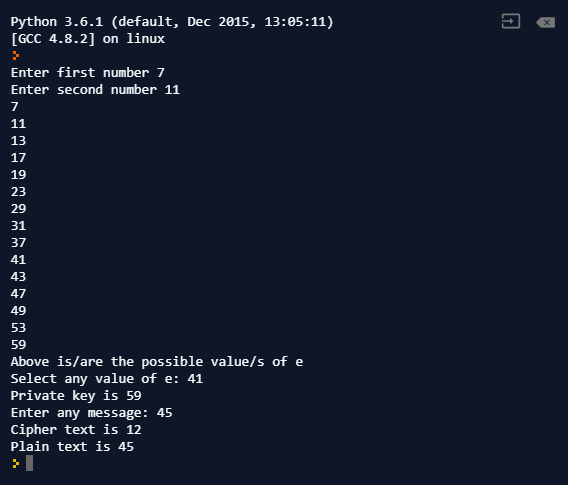 Python 3.6.1 (default, Dec 2015, 13:05:11)
[GCC 4.8.2] on linux
Enter first number 7
Enter second number 11
7
11
13
17
19
23
29
31
37
41
43
47
49
53
59
Above is/are the possible value/s of e
Select any value of e: 41
Private key is 59
Enter any message: 45
Cipher text is 12
Plain text is 45